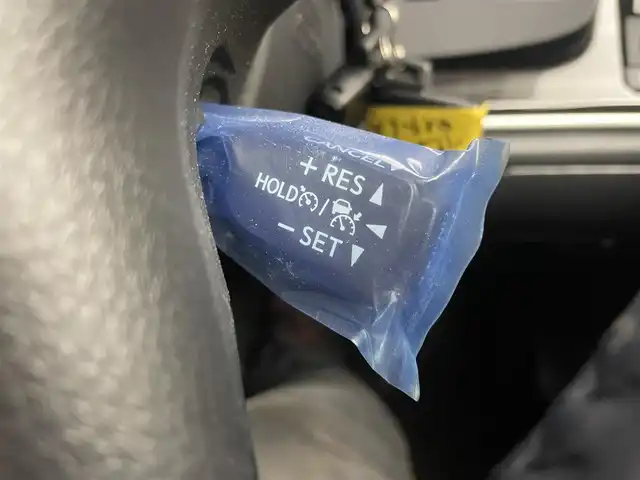 CANCEL
+ RES ▲
HOLD / ◀
− SET ▼